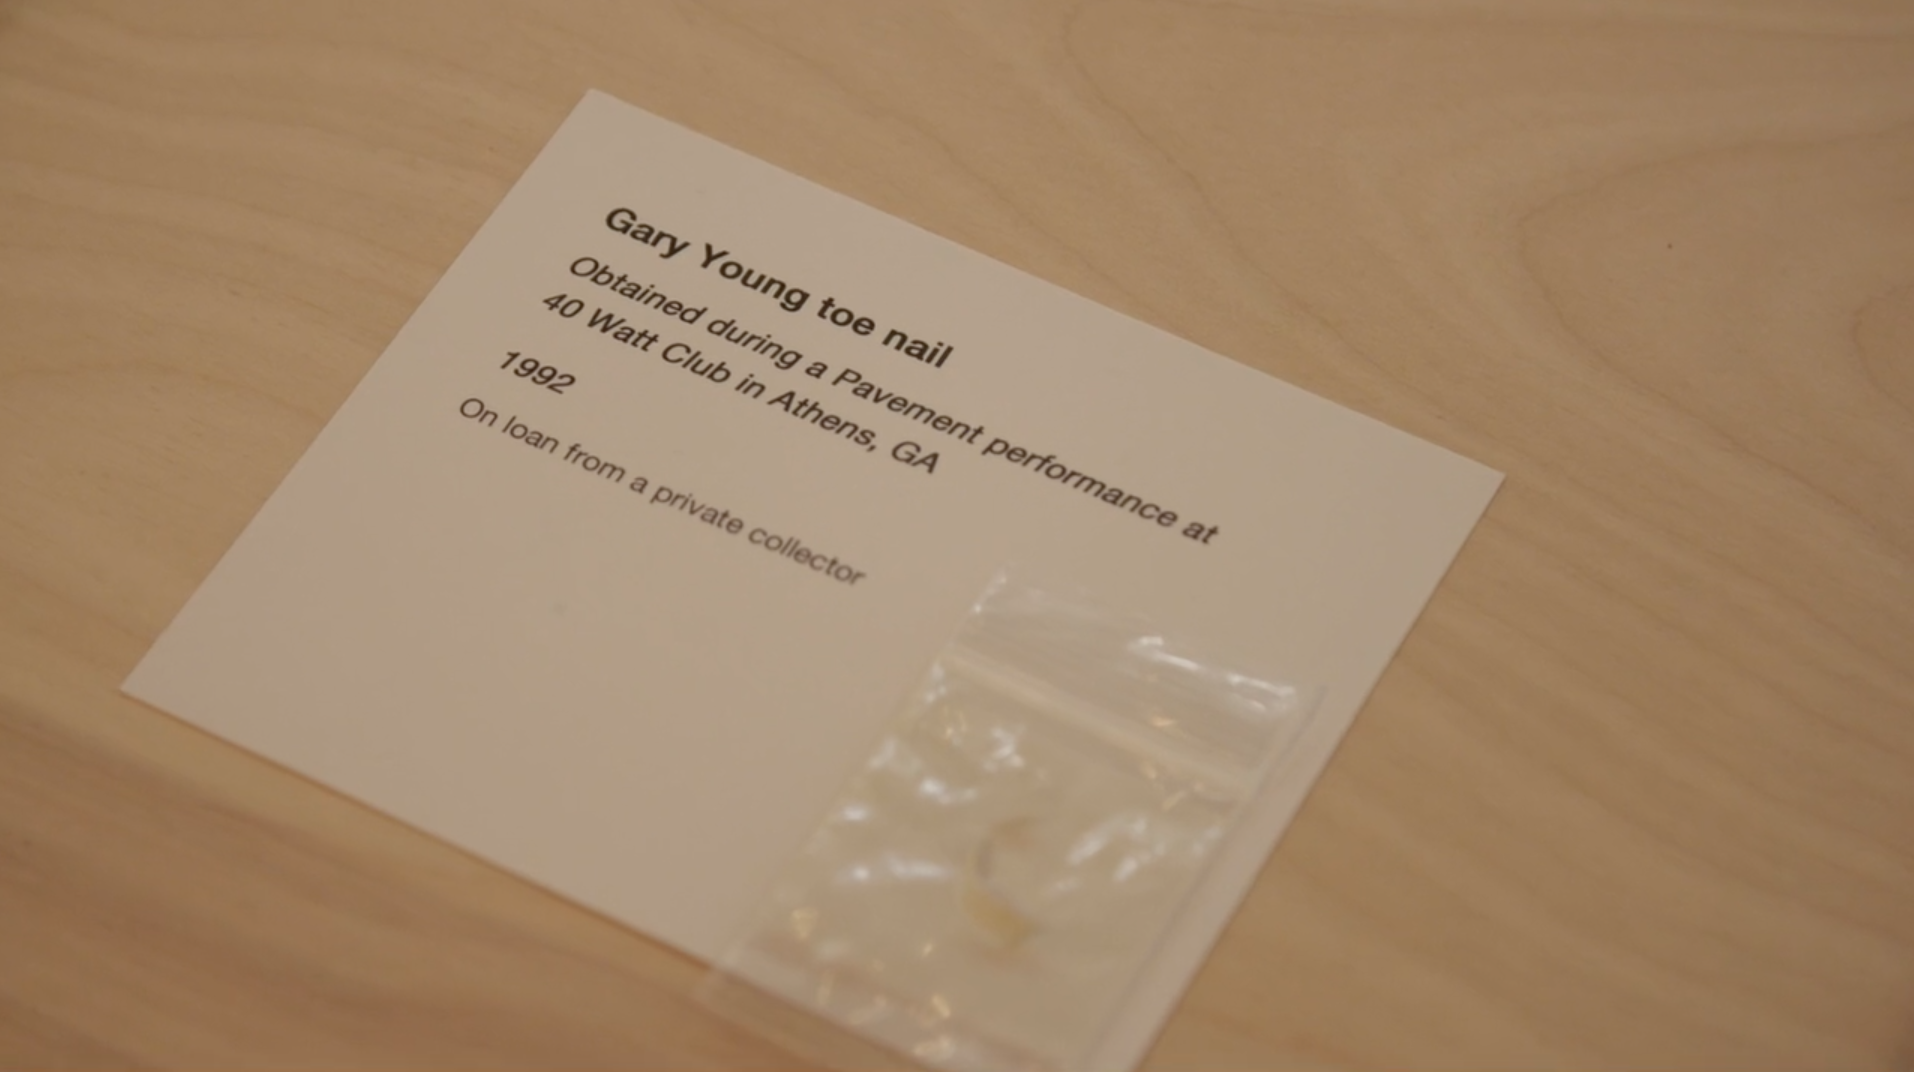 Gary Young toe nail
Obtained during a Pavement performance at
40 Watt Club in Athens, GA
1992
On loan from a private collector